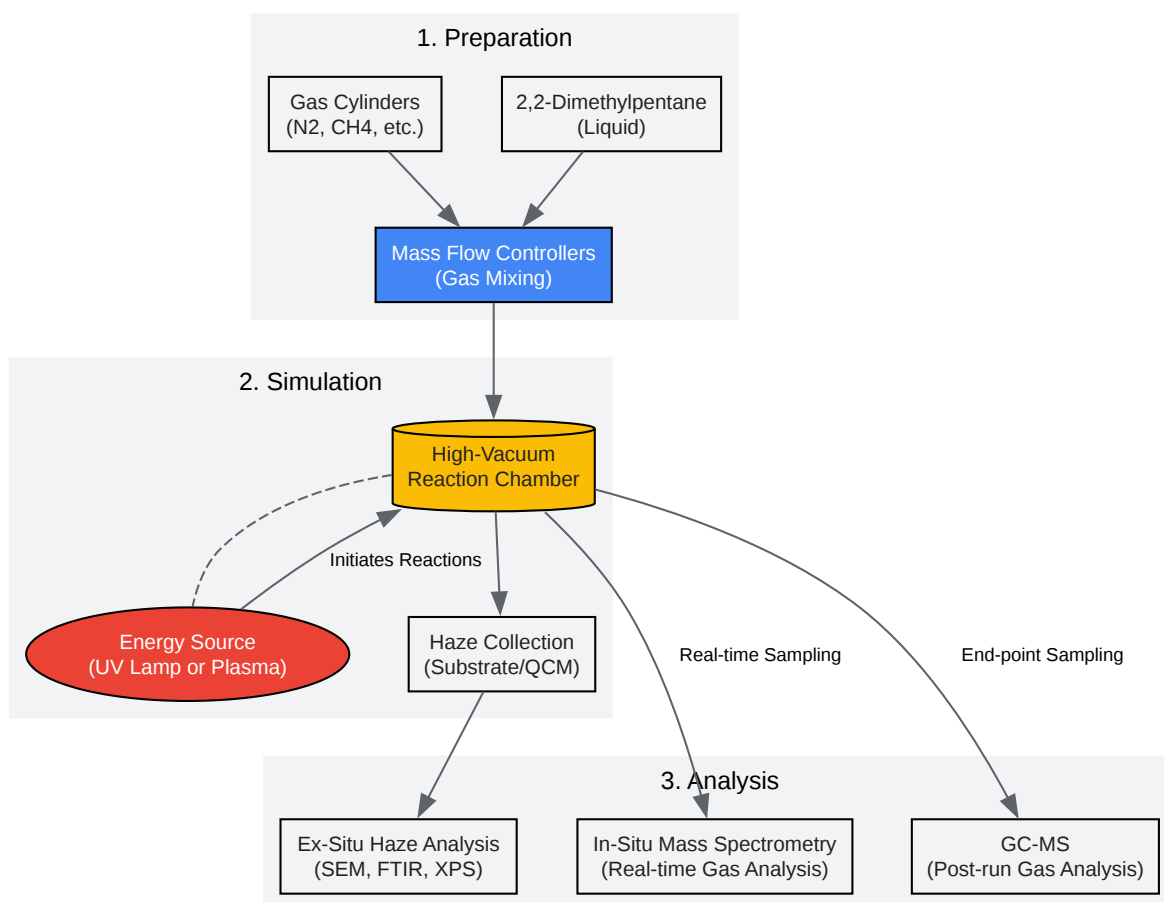 1. Preparation
Gas Cylinders
(N2, CH4, etc.)
2,2-Dimethylpentane
(Liquid)
Mass Flow Controllers
(Gas Mixing)
2. Simulation
High-Vacuum
Reaction Chamber
Initiates Reactions
Energy Source
(UV Lamp or Plasma)
Haze Collection
(Substrate/QCM)
Real-time Sampling
End-point Sampling
3. Analysis
Ex-Situ Haze Analysis
(SEM, FTIR, XPS)
In-Situ Mass Spectrometry
(Real-time Gas Analysis)
GC-MS
(Post-run Gas Analysis)